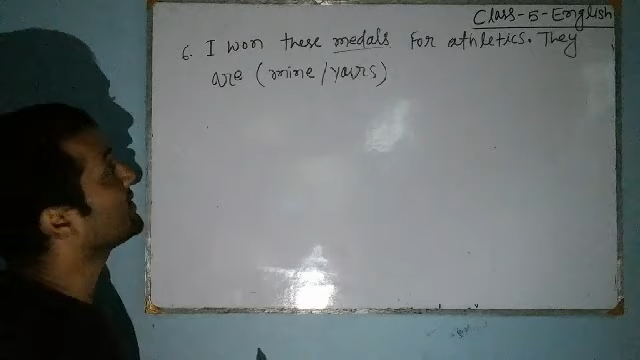 Class-5-English
6. I won these medals for athletics. They
are (mine/yours)